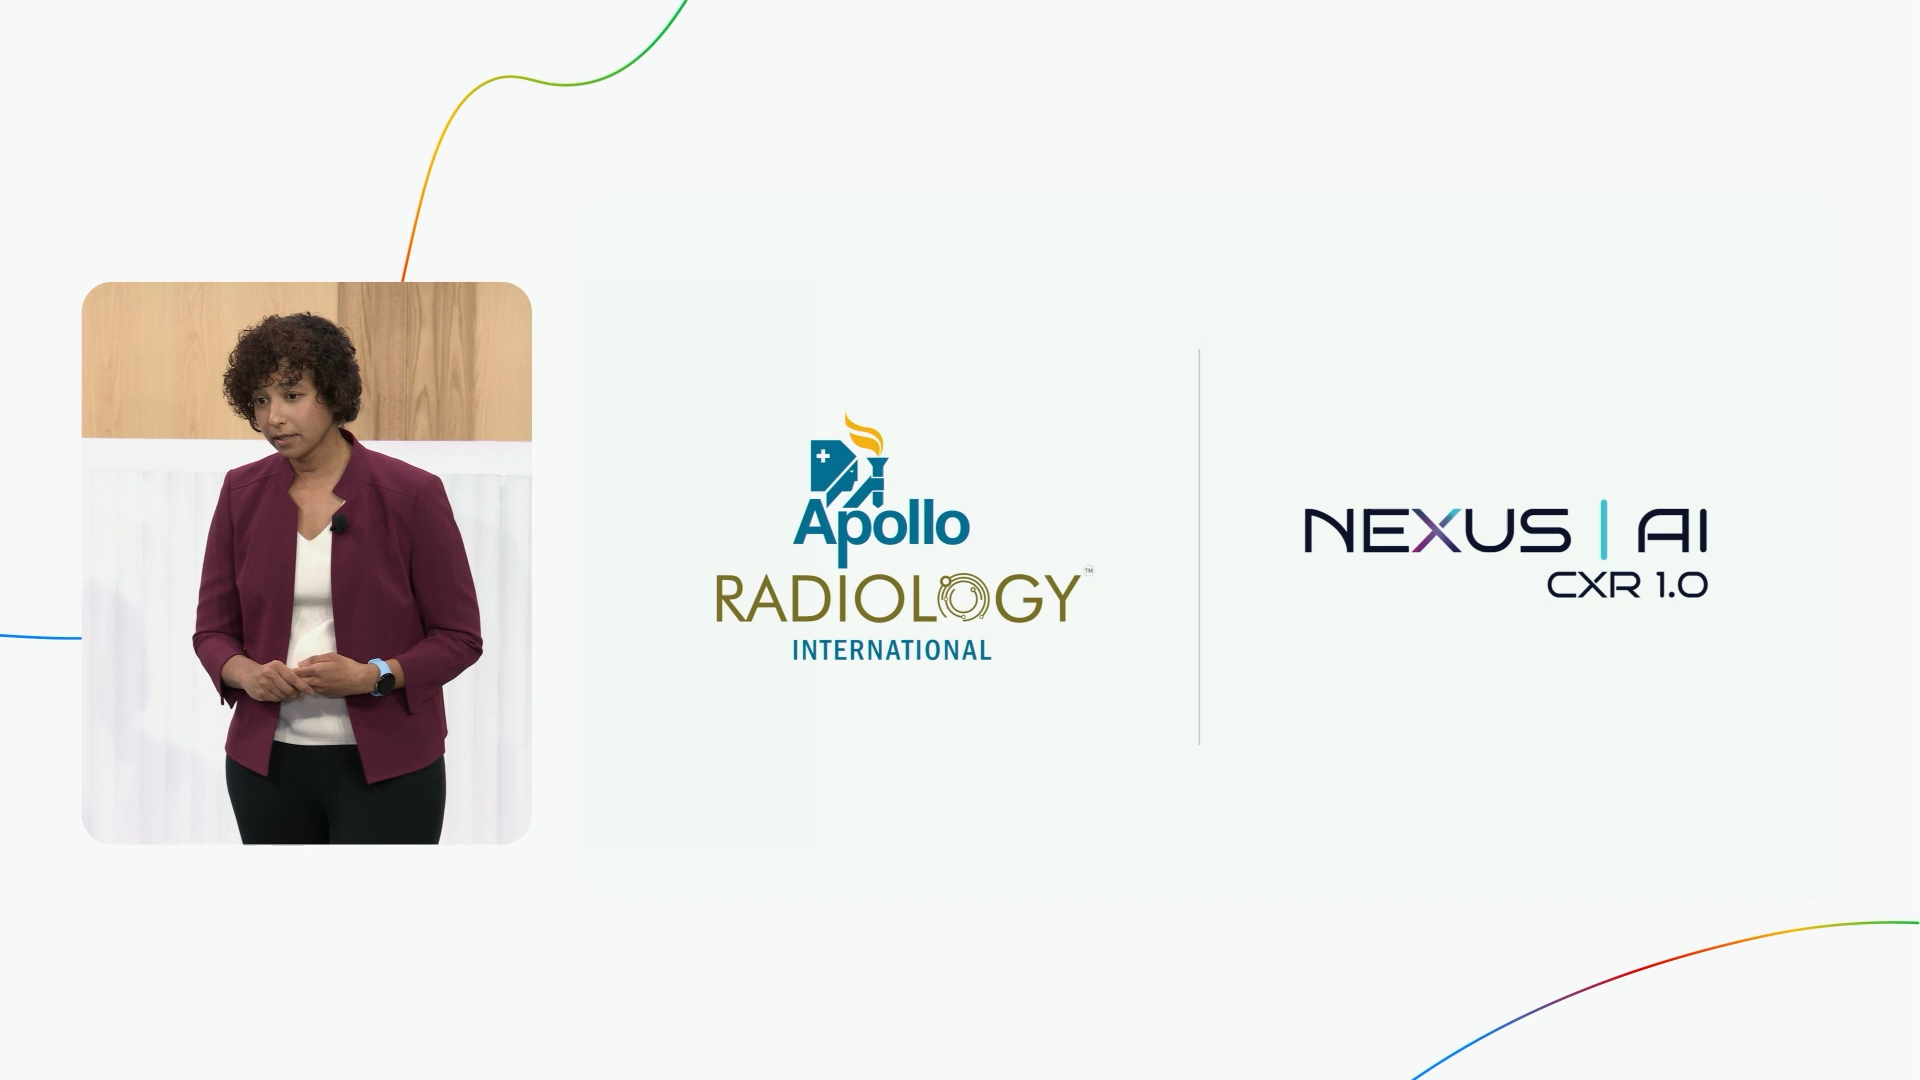 Apollo
RADIOLOGY™
INTERNATIONAL
NEXUS | AI
CXR 1.0